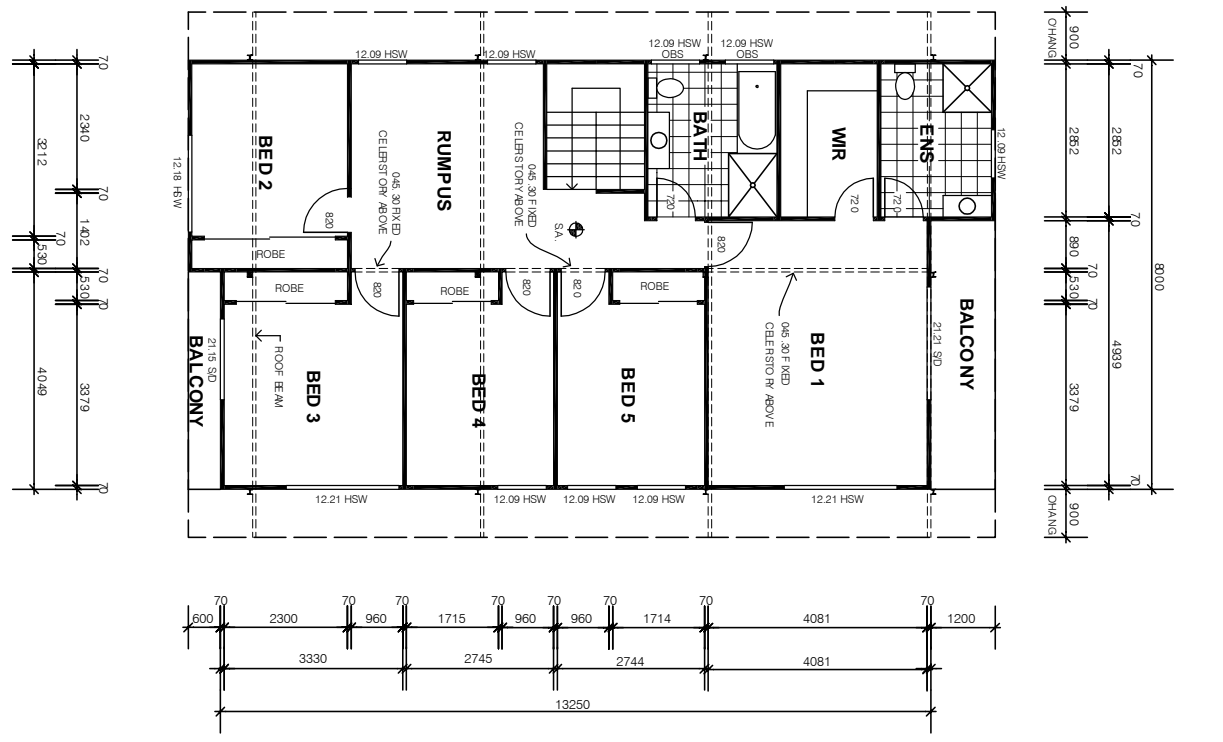 12.09 HSW
12.09 HSW
12.09 HSW
OBS
12.09 HSW
OBS
900
O'HANG
70
70
2340
3212
70
1402
70
530
70
530
70
4049
3379
70
12.18 HSW
BED 2
820
ROBE
RUMPUS
CELERSTORY ABOVE
045.30 FIXED
CELERSTORY ABOVE
045.30 FIXED
S.A.
BATH
720
WIR
720
ENS
720
12.09 HSW
2852
2852
70
890
70
530
70
8000
4939
3379
70
900
O'HANG
820
ROBE
820
ROBE
820
820
ROBE
BALCONY
21.15 S/D
ROOF BEAM
BED 3
BED 4
BED 5
045.30 FIXED
CELERSTORY ABOVE
BED 1
21.21 S/D
BALCONY
12.21 HSW
12.09 HSW
12.09 HSW
12.09 HSW
12.21 HSW
70
70
70
70
70
70
70
70
600
2300
960
1715
960
960
1714
4081
1200
3330
2745
2744
4081
13250